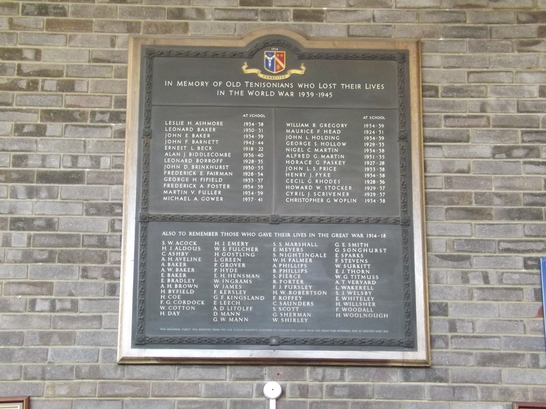 IN MEMORY OF OLD TENISONIANS WHO LOST THEIR LIVES
IN THE WORLD WAR 1939-1945
AT SCHOOL
LESLIE H. ASHMORE 1934-38
LEONARD BAKER 1930-31
JOHN E. BAKER 1934-39
JOHN F. BARNETT 1942-44
ERNEST L. BECK 1918-22
ALAN J. BIDDLECOMBE 1936-40
LEONARD BORROFF 1928-35
JOHN D. BRINKHURST 1930-35
FREDERICK E. FAIRMAN 1928-34
GEORGE H. FIFIELD 1933-37
FREDERICK A. FOSTER 1954-59
MARTIN V. FULLER 1954-59
MICHAEL A. GOWER 1937-41
AT SCHOOL
WILLIAM B. GREGORY 1934-39
MAURICE F. HEAD 1924-31
JOHN L. HOLDING 1934-39
GEORGE S. HOLLOW 1929-35
NIGEL C. MARTIN 1934-38
ALFRED G. MARTIN 1931-35
HORACE G. PASKEY 1927-28
JOHN L. S. PRICE 1933-38
HENRY J. PYKE 1934-38
CECIL G. RHODES 1928-36
HOWARD W. STOCKER 1929-37
CYRIL J. SCRIVENER 1929-37
CHRISTOPHER G. WOPLIN 1934-38
ALSO TO REMEMBER THOSE WHO GAVE THEIR LIVES IN THE GREAT WAR 1914-18
S. W. ACOCK
H. J. ALDOUS
C. ASHBY
A. H. AVELINE
A. BAKER
A. W. BAKER
E. BAKER
C. BRALEY
A. H. BROWN
H. BYFIELD
H. COE
F. G. CORDOCK
W. COTTON
H. DAY
H. J. EMERY
W. E. FULCHER
H. GOSTLING
L. GREEN
F. GROVER
P. HYDE
F. H. HENSMAN
W. INGRAMS
W. JAMES
F. KERSLEY
G. E. KINGSLAND
E. LEECH
A. D. LITOLFF
D. MANN
G. W. MANN
S. S. MARSHALL
E. MEYERS
S. NIGHTINGALE
W. H. PALMER
A. PHILLIPS
B. PHILLIPS
S. PIERCE
R. PORTER
F. J. PURSLEY
H. W. ROBERTSON
F. ROFFEY
C. SAUNDERS
S. SCOTT
G. SHERMAN
W. SHIRLEY
G. E. SMITH
G. SONGHURST
E. SPARKS
F. STEVENS
W. SURRITT
E. J. THORN
W. G. TITMUSS
A. T. VERYARD
L. WAKERELL
S. J. WELLSBY
E. WHITELEY
H. WILLSHER
F. WOODALL
H. WOOLNOUGH